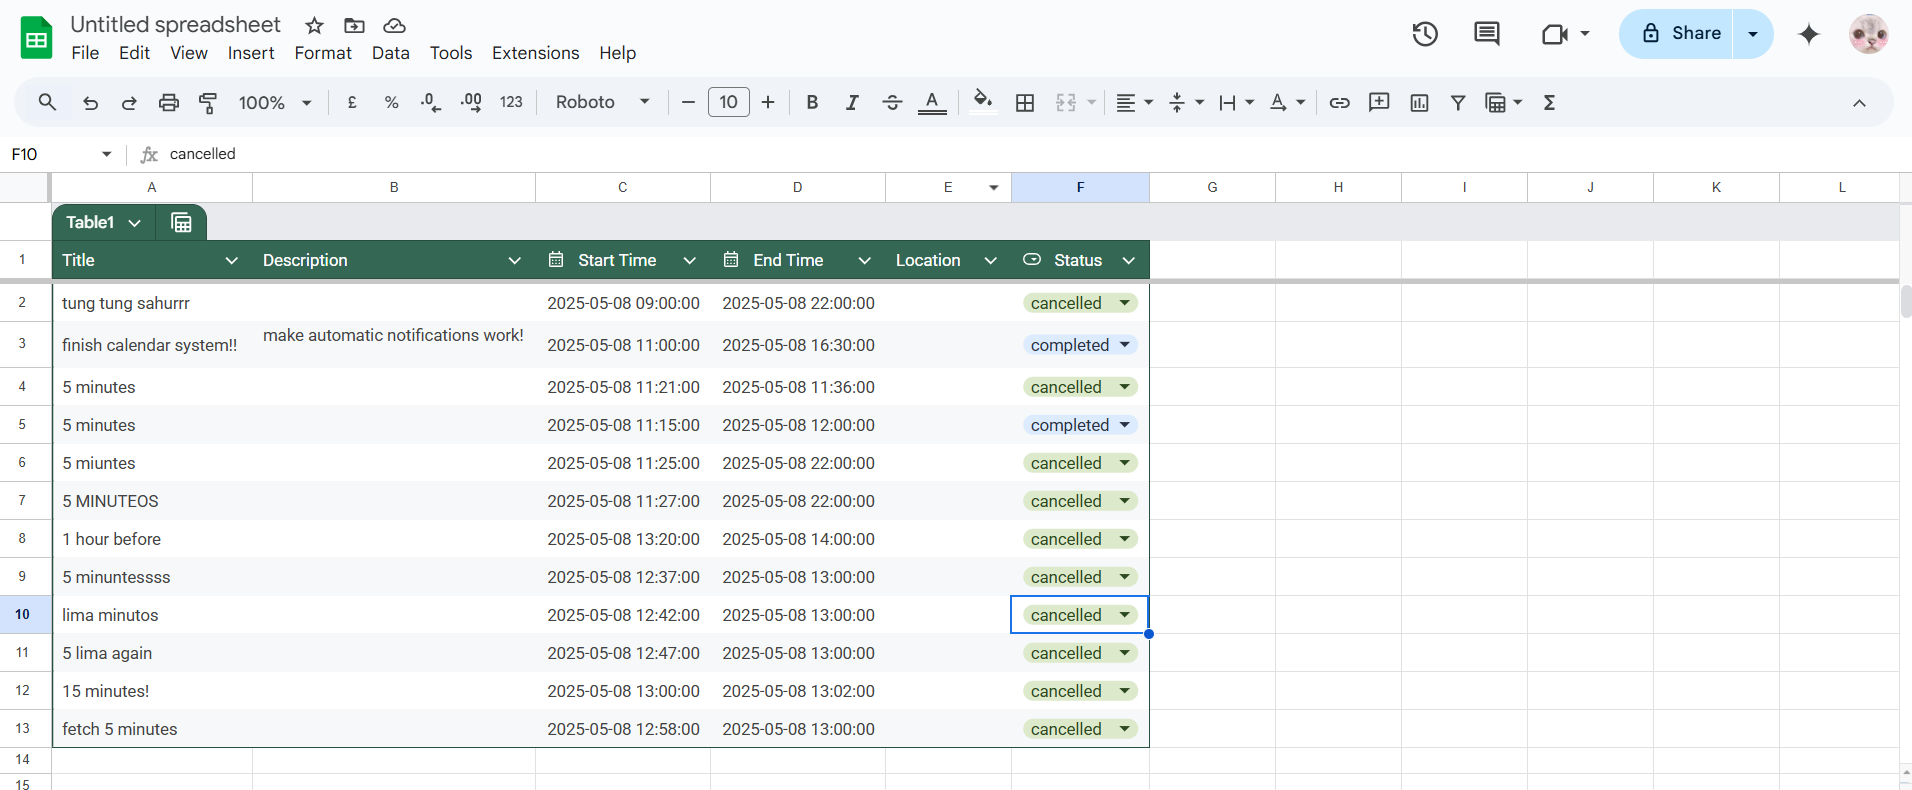 Untitled spreadsheet
File Edit View Insert Format Data Tools Extensions Help
Share
100% £ % .0 .00 123 Roboto 10 B I S A A Σ
F10 fx cancelled
A B C D E F G H I J K L
Table1
1 Title Description Start Time End Time Location Status
2 tung tung sahurrr 2025-05-08 09:00:00 2025-05-08 22:00:00 cancelled
3 finish calendar system!! make automatic notifications work! 2025-05-08 11:00:00 2025-05-08 16:30:00 completed
4 5 minutes 2025-05-08 11:21:00 2025-05-08 11:36:00 cancelled
5 5 minutes 2025-05-08 11:15:00 2025-05-08 12:00:00 completed
6 5 miuntes 2025-05-08 11:25:00 2025-05-08 22:00:00 cancelled
7 5 MINUTEOS 2025-05-08 11:27:00 2025-05-08 22:00:00 cancelled
8 1 hour before 2025-05-08 13:20:00 2025-05-08 14:00:00 cancelled
9 5 minuntessss 2025-05-08 12:37:00 2025-05-08 13:00:00 cancelled
10 lima minutos 2025-05-08 12:42:00 2025-05-08 13:00:00 cancelled
11 5 lima again 2025-05-08 12:47:00 2025-05-08 13:00:00 cancelled
12 15 minutes! 2025-05-08 13:00:00 2025-05-08 13:02:00 cancelled
13 fetch 5 minutes 2025-05-08 12:58:00 2025-05-08 13:00:00 cancelled
14
15